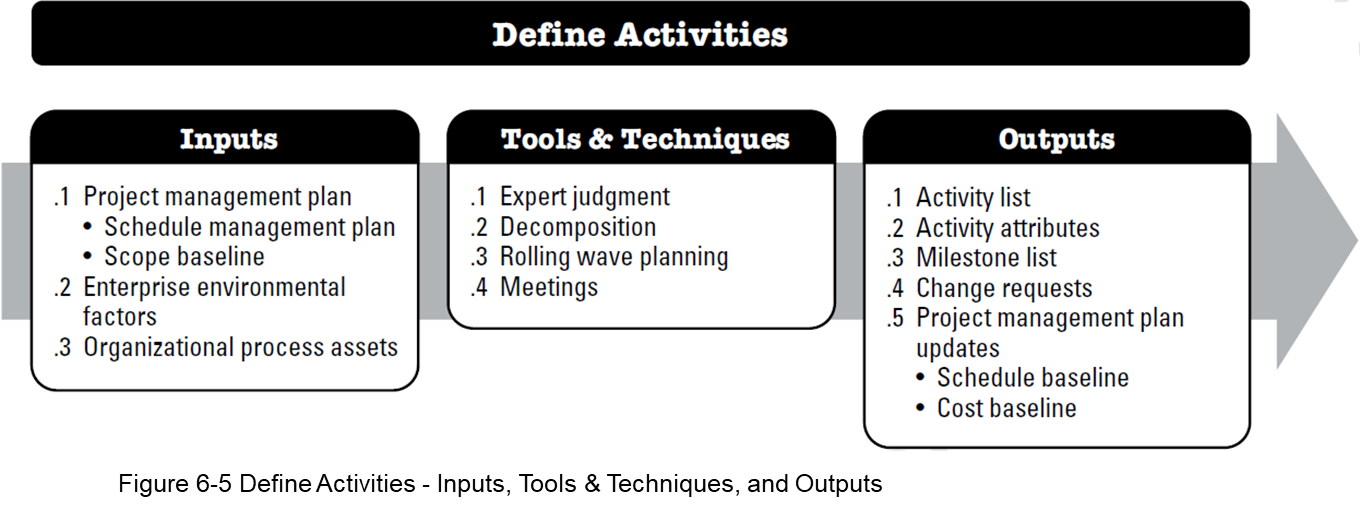 Define Activities
Inputs
.1 Project management plan
• Schedule management plan
• Scope baseline
.2 Enterprise environmental
factors
.3 Organizational process assets
Tools & Techniques
.1 Expert judgment
.2 Decomposition
.3 Rolling wave planning
.4 Meetings
Outputs
.1 Activity list
.2 Activity attributes
.3 Milestone list
.4 Change requests
.5 Project management plan
updates
• Schedule baseline
• Cost baseline
Figure 6-5 Define Activities - Inputs, Tools & Techniques, and Outputs